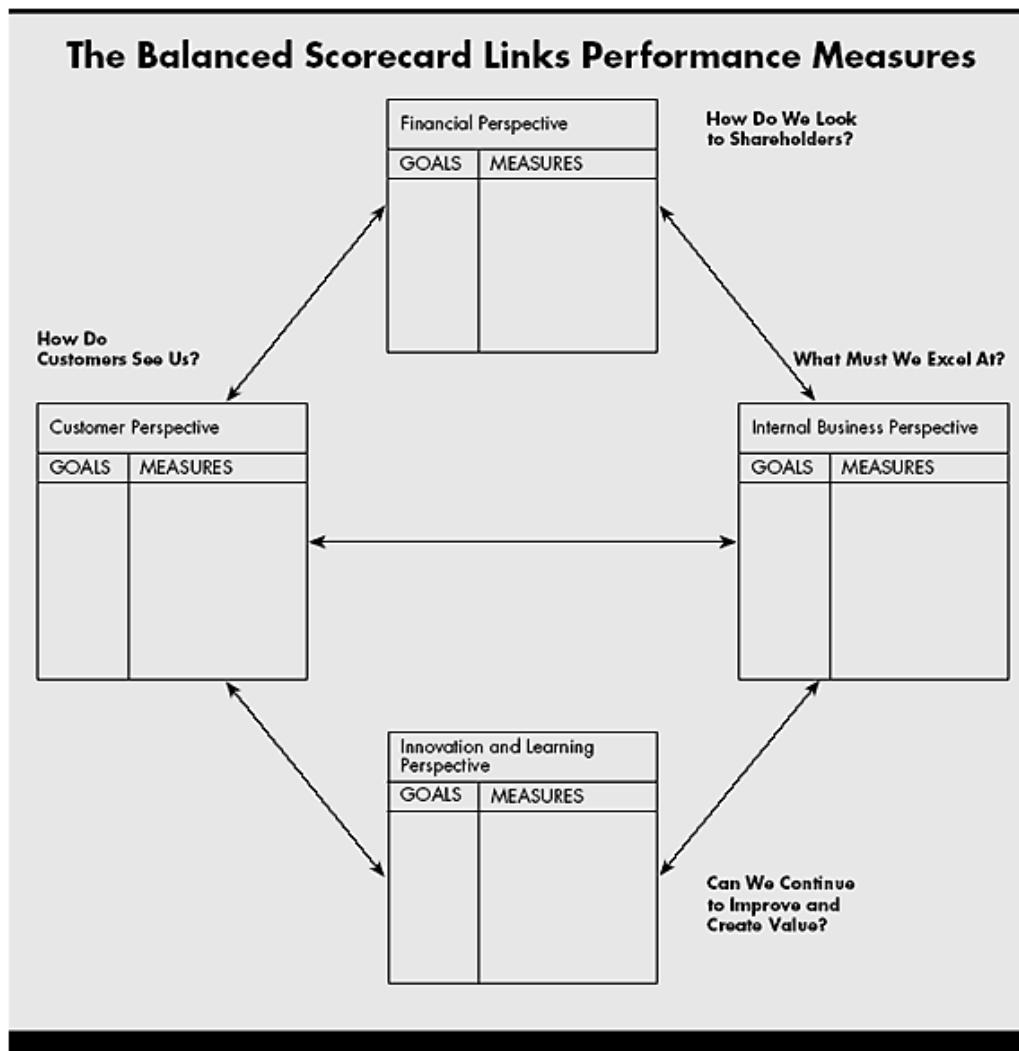 The Balanced Scorecard Links Performance Measures
Financial Perspective
GOALS MEASURES
How Do We Look
to Shareholders?
How Do
Customers See Us?
Customer Perspective
GOALS MEASURES
What Must We Excel At?
Internal Business Perspective
GOALS MEASURES
Innovation and Learning
Perspective
GOALS MEASURES
Can We Continue
to Improve and
Create Value?